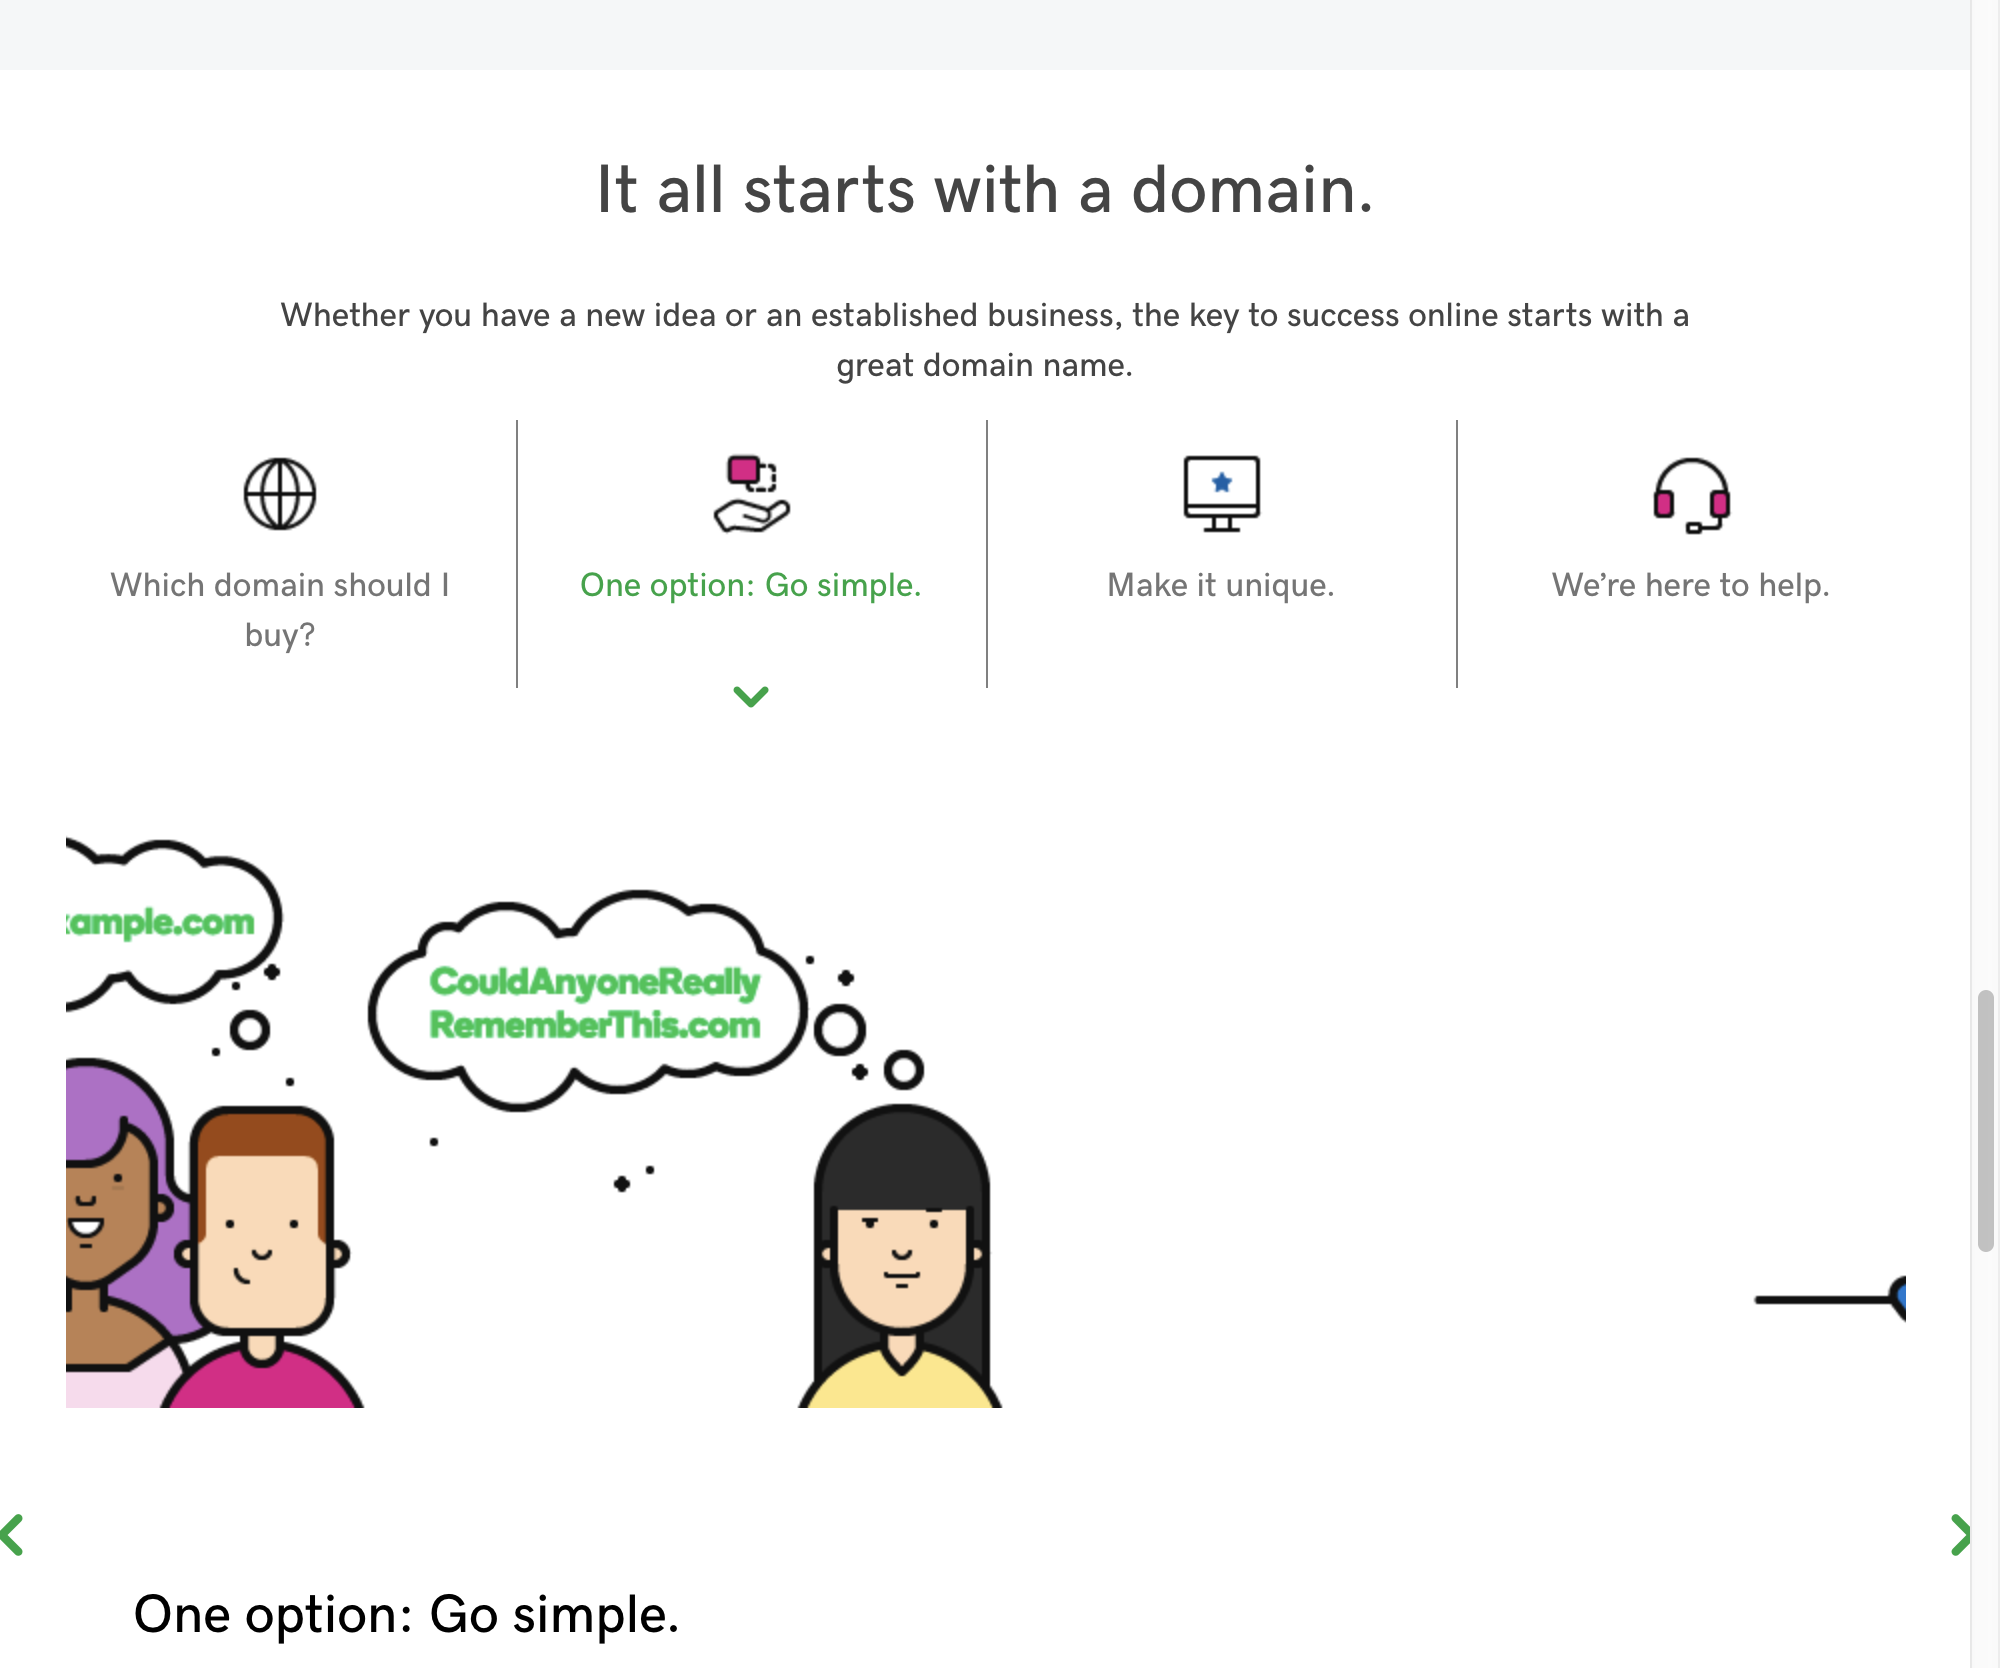 It all starts with a domain.
Whether you have a new idea or an established business, the key to success online starts with a
great domain name.
Which domain should I
buy?
One option: Go simple.
Make it unique.
We’re here to help.
ample.com
CouldAnyoneReally
RememberThis.com
One option: Go simple.